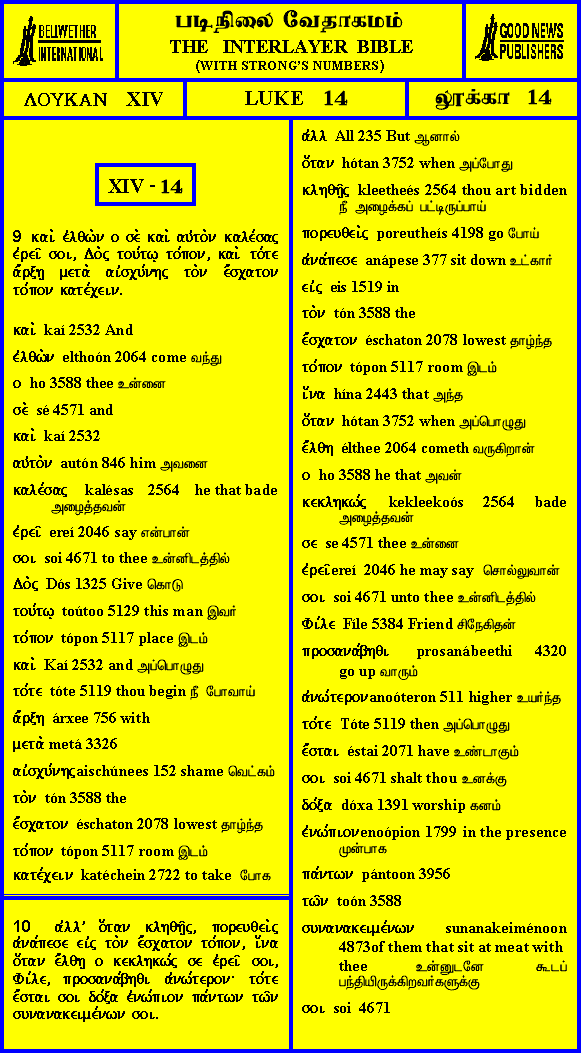 BELLWETHER
INTERNATIONAL
படிநிலை வேதாகமம்
THE INTERLAYER BIBLE
(WITH STRONG'S NUMBERS)
GOOD NEWS
PUBLISHERS
ΛΟΥΚΑΝ XIV
LUKE 14
லூக்கா 14
XIV - 14
9 καὶ ἐλθὼν ο σὲ καὶ αὐτὸν καλέσας
ἐρεῖ σοι, Δὸς τούτῳ τόπον, καὶ τότε
ἄρξῃ μετὰ αἰσχύνης τὸν ἔσχατον
τόπον κατέχειν.
καὶ kaí 2532 And
ἐλθὼν elthoón 2064 come வந்து
ο ho 3588 thee உன்னை
σὲ sé 4571 and
καὶ kaí 2532
αὐτὸν autón 846 him அவனை
καλέσας kalésas 2564 he that bade
அழைத்தவன்
ἐρεῖ ereí 2046 say என்பான்
σοι soi 4671 to thee உன்னிடத்தில்
Δὸς Dós 1325 Give கொடு
τούτῳ toútoo 5129 this man இவர்
τόπον tópon 5117 place இடம்
καὶ Kaí 2532 and அப்பொழுது
τότε tóte 5119 thou begin நீ போவாய்
ἄρξῃ árxee 756 with
μετὰ metá 3326
αἰσχύνης aischúnees 152 shame வெட்கம்
τὸν tón 3588 the
ἔσχατον éschaton 2078 lowest தாழ்ந்த
τόπον tópon 5117 room இடம்
κατέχειν katéchein 2722 to take போக
10 ἀλλ' ὅταν κληθῇς, πορευθεὶς
ἀνάπεσε εἰς τὸν ἔσχατον τόπον, ἵνα
ὅταν ἔλθῃ ο κεκληκώς σε ἐρεῖ σοι,
Φίλε, προσανάβηθι ἀνώτερον· τότε
ἔσται σοι δόξα ἐνώπιον πάντων τῶν
συνανακειμένων σοι.
ἀλλ All 235 But ஆனால்
ὅταν hótan 3752 when அப்போது
κληθῇς kleetheés 2564 thou art bidden
நீ அழைக்கப் பட்டிருப்பாய்
πορευθεὶς poreutheís 4198 go போய்
ἀνάπεσε anápese 377 sit down உட்கார்
εἰς eis 1519 in
τὸν tón 3588 the
ἔσχατον éschaton 2078 lowest தாழ்ந்த
τόπον tópon 5117 room இடம்
ἵνα hína 2443 that அந்த
ὅταν hótan 3752 when அப்பொழுது
ἔλθῃ élthee 2064 cometh வருகிறான்
ο ho 3588 he that அவன்
κεκληκώς kekleekoós 2564 bade
அழைத்தவன்
σε se 4571 thee உன்னை
ἐρεῖ ereí 2046 he may say சொல்லுவான்
σοι soi 4671 unto thee உன்னிடத்தில்
Φίλε File 5384 Friend சிநேகிதன்
προσανάβηθι prosanábeethi 4320
go up வாரும்
ἀνώτερον anoóteron 511 higher உயர்ந்த
τότε Tóte 5119 then அப்பொழுது
ἔσται éstai 2071 have உண்டாகும்
σοι soi 4671 shalt thou உனக்கு
δόξα dóxa 1391 worship கனம்
ἐνώπιον enoópion 1799 in the presence
முன்பாக
πάντων pántoon 3956
τῶν toón 3588
συνανακειμένων sunanakeiménoon
4873of them that sit at meat with
thee உன்னுடனே கூடப்
பந்தியிருக்கிறவர்களுக்கு
σοι soi 4671